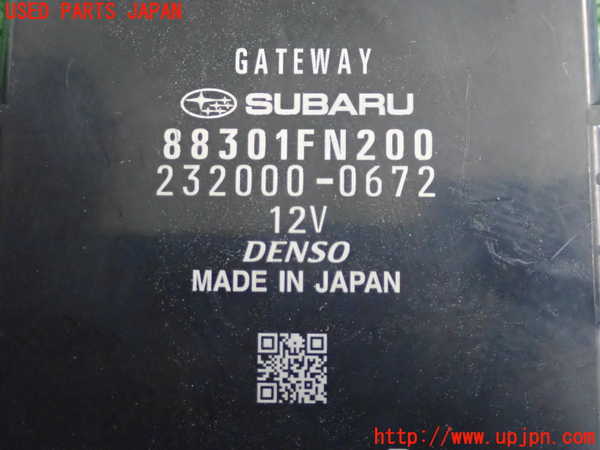 USED PARTS JAPAN
GATEWAY
SUBARU
88301FN200
232000-0672
12V
DENSO
MADE IN JAPAN
http://www.upjpn.com/